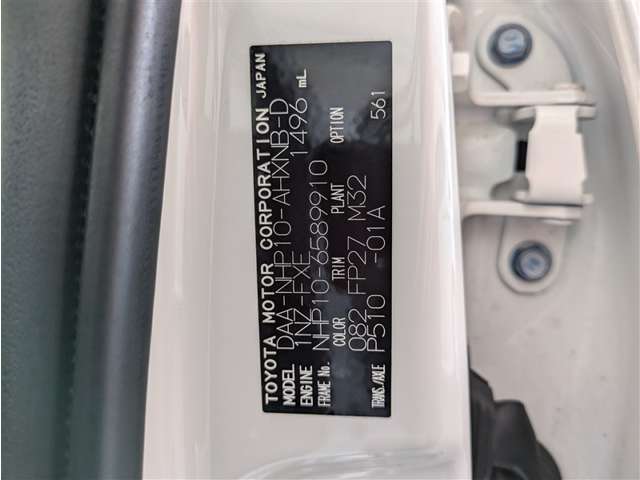 TOYOTA MOTOR CORPORATION JAPAN
MODEL DAA-NHP10-AHXNB-D
ENGINE 1NZ-FXE 1496 mL
FRAME No. NHP10-6589910
COLOR TRIM PLANT OPTION
082 FP27 M32 561
TRANS/AXLE P510 -01A